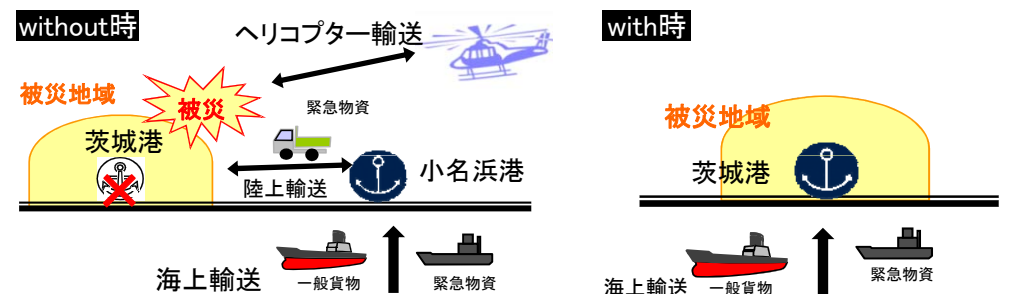 without時
ヘリコプター輸送
被災地域
被災
緊急物資
茨城港
小名浜港
陸上輸送
海上輸送
一般貨物
緊急物資
with時
被災地域
茨城港
海上輸送
一般貨物
緊急物資